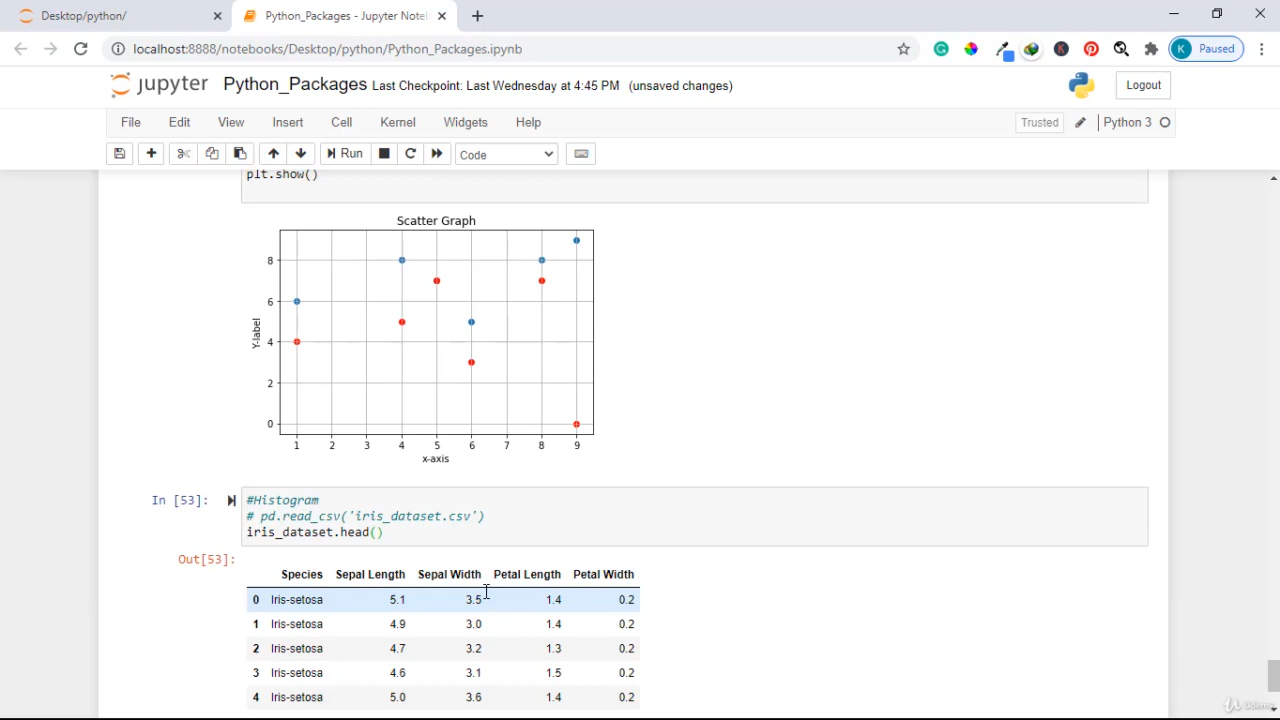 Desktop/python/
Python_Packages - Jupyter Notel
localhost:8888/notebooks/Desktop/python/Python_Packages.ipynb
K Paused
jupyter Python_Packages Last Checkpoint: Last Wednesday at 4:45 PM (unsaved changes)
Logout
File Edit View Insert Cell Kernel Widgets Help
Trusted Python 3
Run Code
plt.show()
Scatter Graph
8
6
4
2
0
Y-label
1 2 3 4 5 6 7 8 9
x-axis
In [53]:
#Histogram
# pd.read_csv('iris_dataset.csv')
iris_dataset.head()
Out[53]:
Species Sepal Length Sepal Width Petal Length Petal Width
0 Iris-setosa 5.1 3.5 1.4 0.2
1 Iris-setosa 4.9 3.0 1.4 0.2
2 Iris-setosa 4.7 3.2 1.3 0.2
3 Iris-setosa 4.6 3.1 1.5 0.2
4 Iris-setosa 5.0 3.6 1.4 0.2